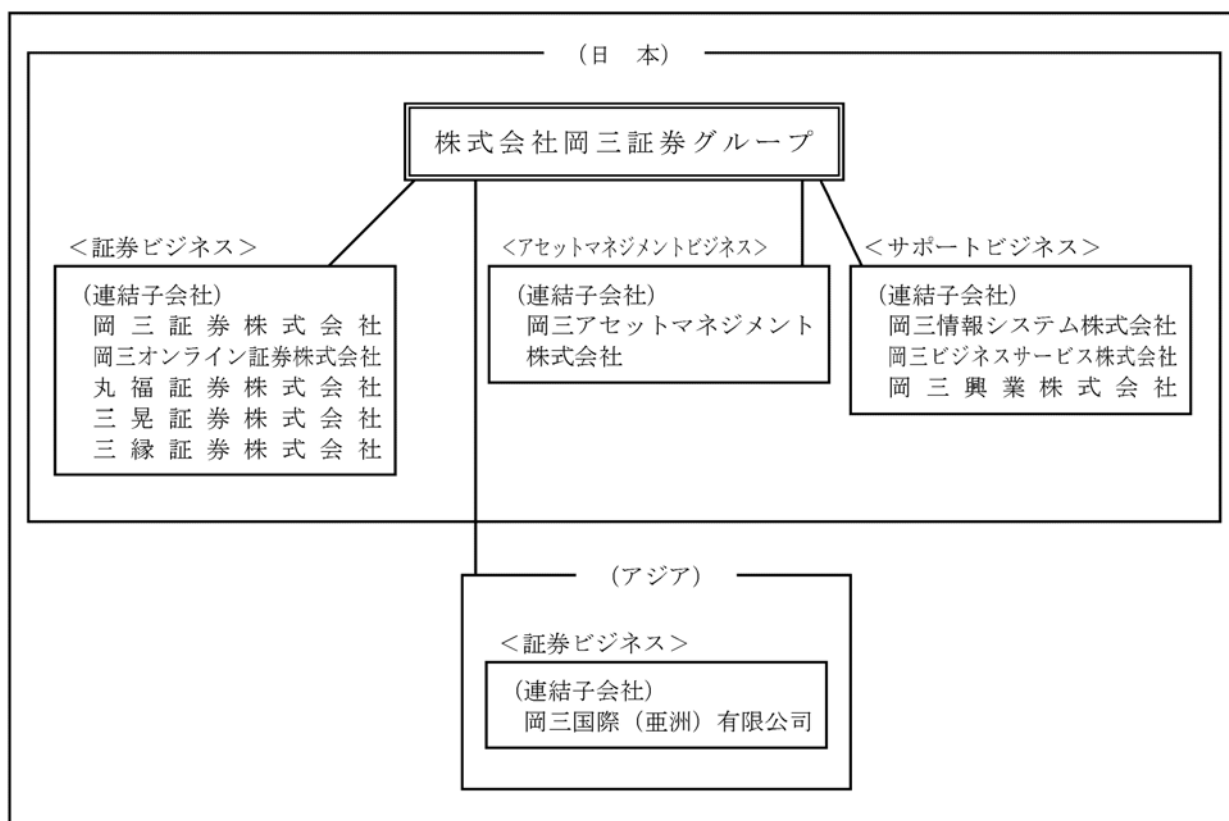 (日 本)
株式会社岡三証券グループ
<証券ビジネス>
(連結子会社)
岡三証券株式会社
岡三オンライン証券株式会社
丸福証券株式会社
三晃証券株式会社
三縁証券株式会社
<アセットマネジメントビジネス>
(連結子会社)
岡三アセットマネジメント
株式会社
<サポートビジネス>
(連結子会社)
岡三情報システム株式会社
岡三ビジネスサービス株式会社
岡三興業株式会社
(アジア)
<証券ビジネス>
(連結子会社)
岡三国際(亜洲)有限公司